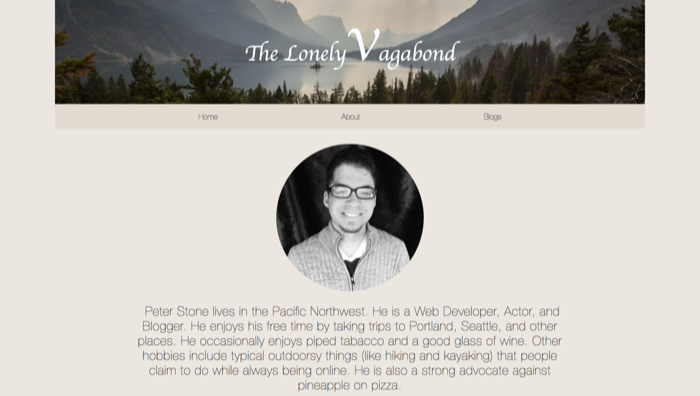 The Lonely Vagabond
Home About Blogs
Peter Stone lives in the Pacific Northwest. He is a Web Developer, Actor, and
Blogger. He enjoys his free time by taking trips to Portland, Seattle, and other
places. He occasionally enjoys piped tabacco and a good glass of wine. Other
hobbies include typical outdoorsy things (like hiking and kayaking) that people
claim to do while always being online. He is also a strong advocate against
pineapple on pizza.